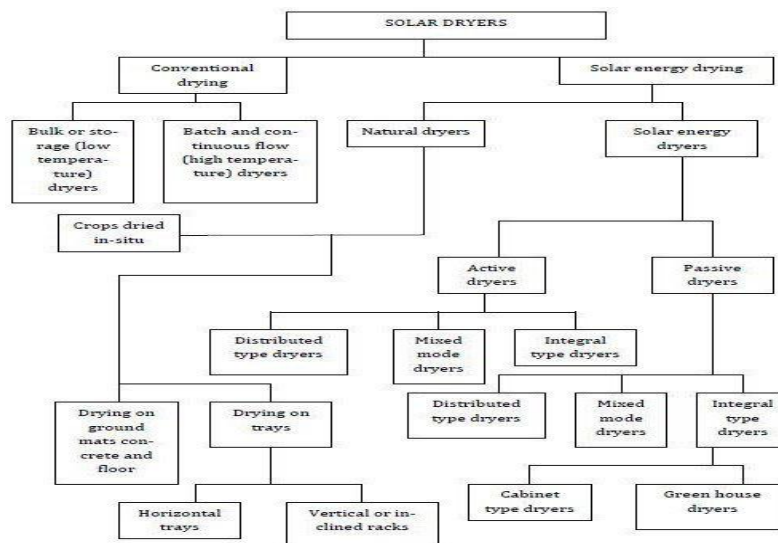 SOLAR DRYERS
Conventional
drying
Solar energy drying
Bulk or sto-
rage (low
tempera-
ture)
dryers
Batch and con-
tinuous flow
(high tempera-
ture) dryers
Natural dryers
Solar energy
dryers
Crops dried
in-situ
Active
dryers
Passive
dryers
Distributed
type dryers
Mixed
mode
dryers
Integral
type dryers
Distributed
type dryers
Mixed
mode
dryers
Integral
type
dryers
Drying on
ground
mats con-
crete and
floor
Drying on
trays
Cabinet
type dryers
Green house
dryers
Horizontal
trays
Vertical or in-
clined racks